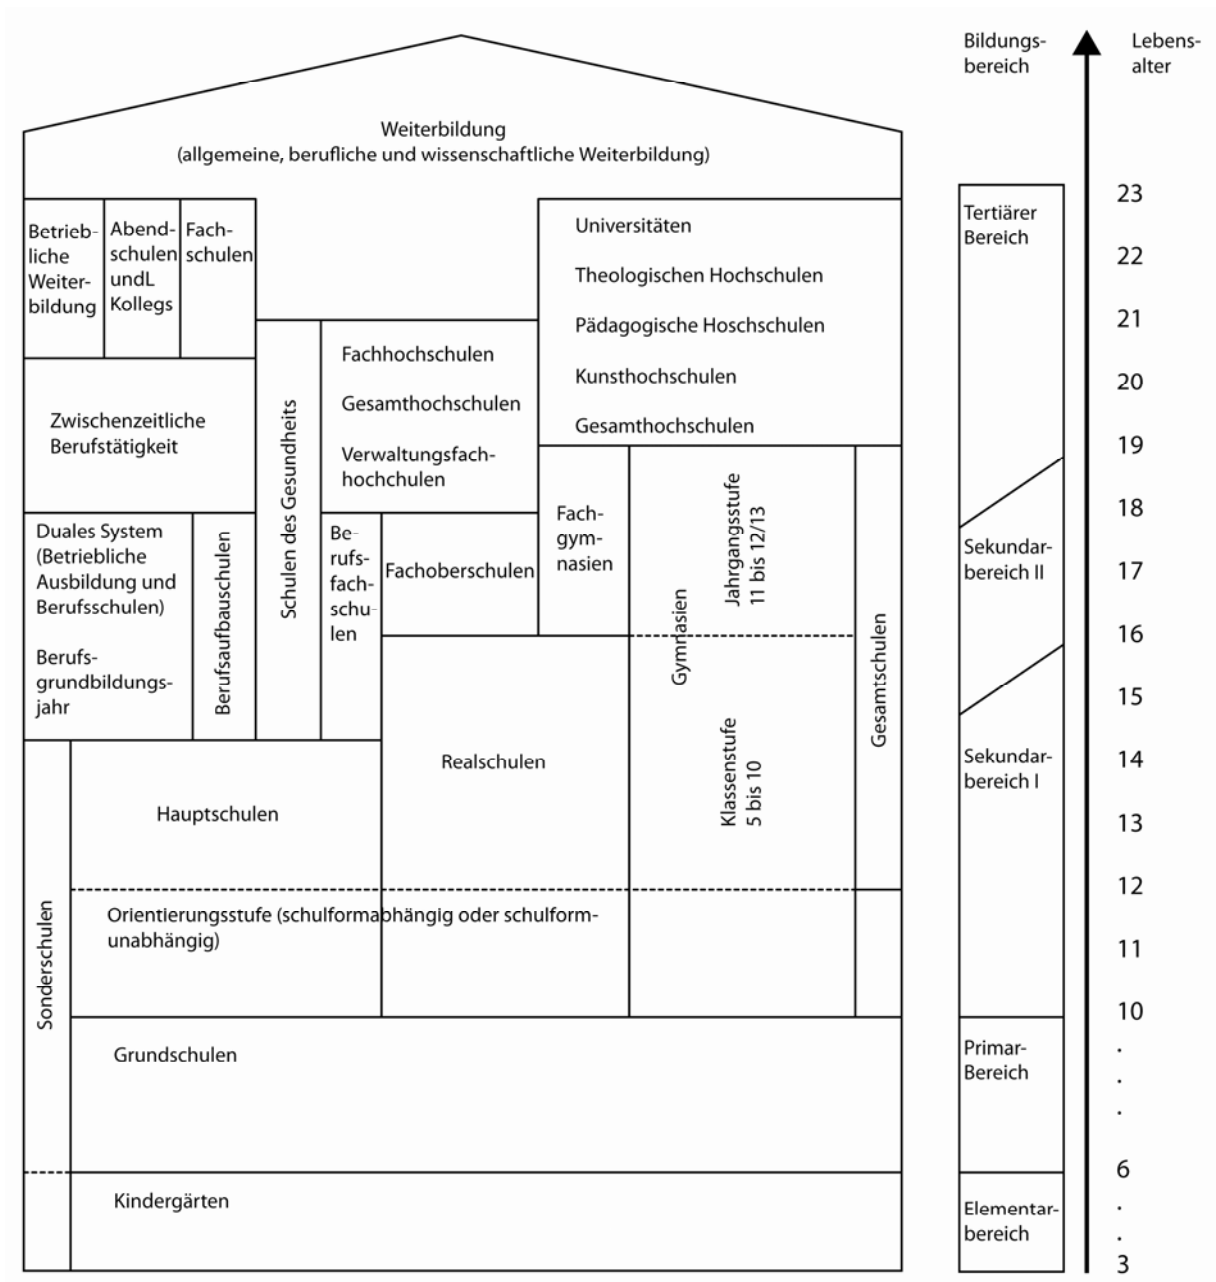 Bildungs-
bereich
Lebens-
alter
Weiterbildung
(allgemeine, berufliche und wissenschaftliche Weiterbildung)
Betrieb-
liche
Weiter-
bildung
Abend-
schulen
undL
Kollegs
Fach-
schulen
Universitäten
Theologischen Hochschulen
Pädagogische Hoschschulen
Kunsthochschulen
Gesamthochschulen
Fachhochschulen
Gesamthochschulen
Verwaltungsfach-
hochchulen
Zwischenzeitliche
Berufstätigkeit
Schulen des Gesundheits
Duales System
(Betriebliche
Ausbildung und
Berufsschulen)
Berufs-
grundbildungs-
jahr
Berufsaufbauschulen
Be-
rufs-
fach-
schu-
len
Fachoberschulen
Fach-
gym-
nasien
Jahrgangsstufe
11 bis 12/13
Gymnasien
Klassenstufe
5 bis 10
Gesamtschulen
Realschulen
Hauptschulen
Orientierungsstufe (schulformabhängig oder schulform-
unabhängig)
Sonderschulen
Grundschulen
Kindergärten
Tertiärer
Bereich
Sekundar-
bereich II
Sekundar-
bereich I
Primar-
Bereich
Elementar-
bereich
23
22
21
20
19
18
17
16
15
14
13
12
11
10
.
.
.
6
.
.
3